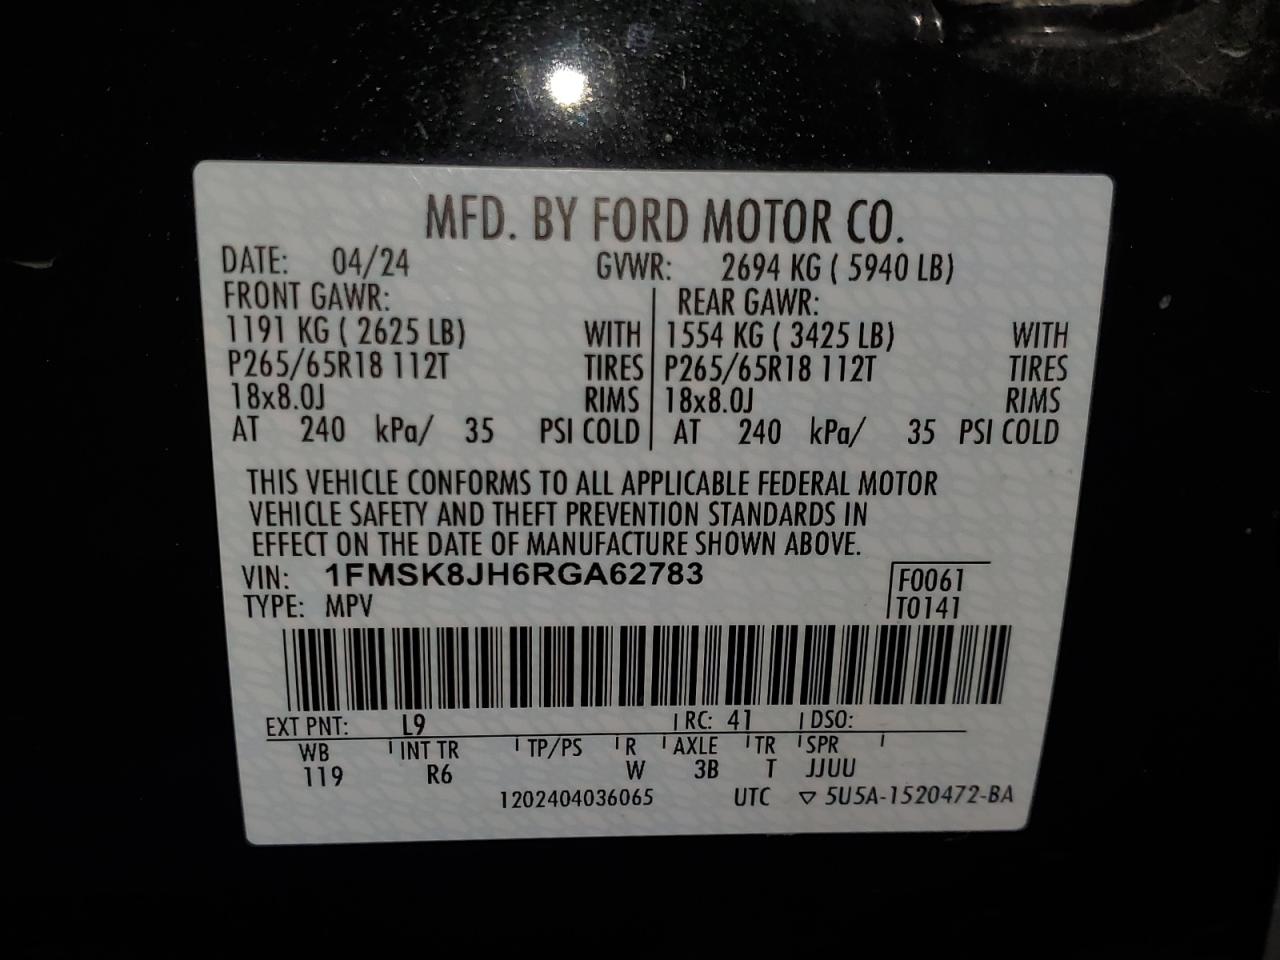 MFD. BY FORD MOTOR CO.
DATE: 04/24 GVWR: 2694 KG ( 5940 LB)
FRONT GAWR: REAR GAWR:
1191 KG ( 2625 LB) WITH 1554 KG ( 3425 LB) WITH
P265/65R18 112T TIRES P265/65R18 112T TIRES
18x8.0J RIMS 18x8.0J RIMS
AT 240 kPa/ 35 PSI COLD AT 240 kPa/ 35 PSI COLD
THIS VEHICLE CONFORMS TO ALL APPLICABLE FEDERAL MOTOR
VEHICLE SAFETY AND THEFT PREVENTION STANDARDS IN
EFFECT ON THE DATE OF MANUFACTURE SHOWN ABOVE.
VIN: 1FMSK8JH6RGA62783 F0061
TYPE: MPV T0141
EXT PNT: L9 RC: 41 DSO:
WB INT TR TP/PS R AXLE TR SPR
119 R6 W 3B T JJUU
1202404036065 UTC ▽ 5U5A-1520472-BA